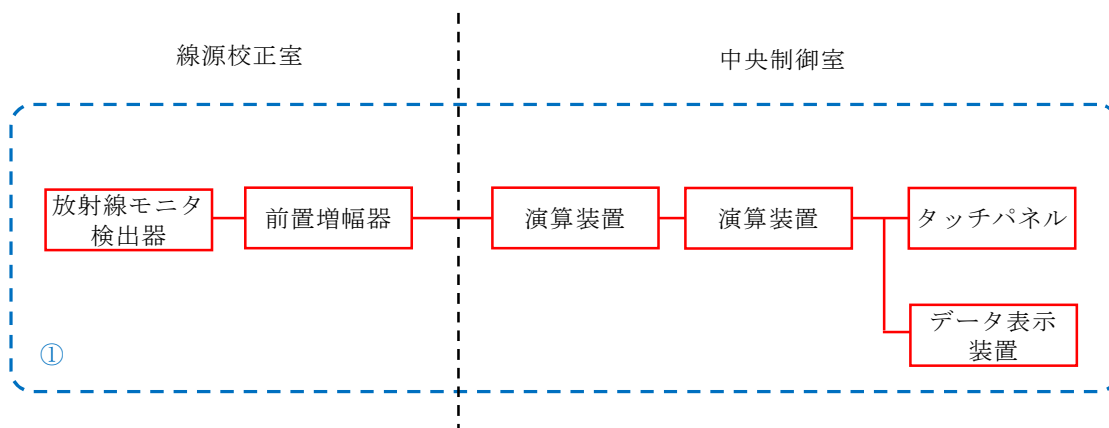 線源校正室
中央制御室
放射線モニタ
検出器
前置増幅器
演算装置
演算装置
タッチパネル
データ表示
装置
①